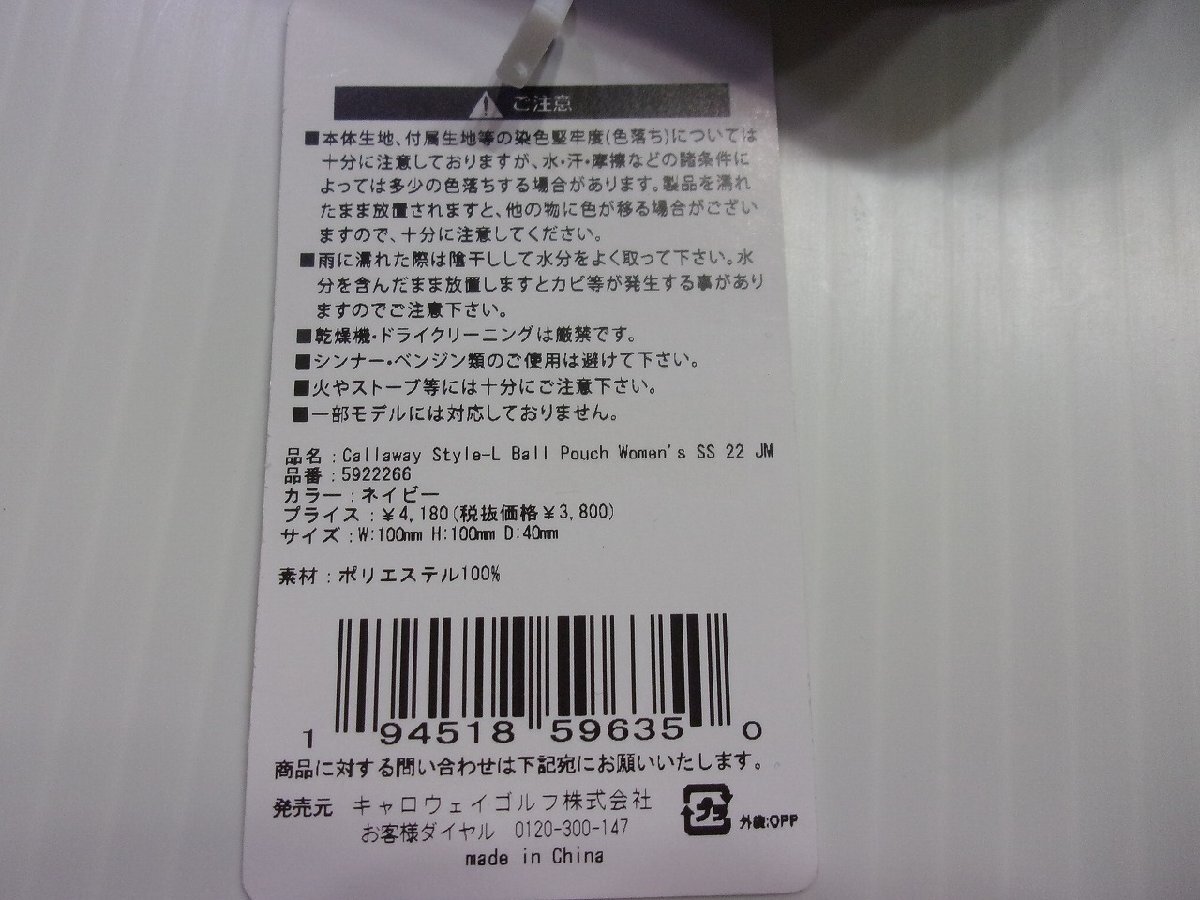 ご注意
■本体生地、付属生地等の染色堅牢度(色落ち)については
十分に注意しておりますが、水・汗・摩擦などの諸条件に
よっては多少の色落ちする場合があります。製品を濡れ
たまま放置されますと、他の物に色が移る場合がござい
ますので、十分に注意してください。
■雨に濡れた際は陰干しして水分をよく取って下さい。水
分を含んだまま放置しますとカビ等が発生する事があり
ますのでご注意下さい。
■乾燥機・ドライクリーニングは厳禁です。
■シンナー・ベンジン類のご使用は避けて下さい。
■火やストーブ等には十分にご注意下さい。
■一部モデルには対応しておりません。
品名：Callaway Style-L Ball Pouch Women's SS 22 JM
品番：5922266
カラー：ネイビー
プライス：¥4,180(税抜価格¥3,800)
サイズ：W:100mm H:100mm D:40mm
素材：ポリエステル100%
1 94518 59635 0
商品に対する問い合わせは下記宛にお願いいたします。
発売元 キャロウェイゴルフ株式会社
お客様ダイヤル 0120-300-147
プラ 外装:OPP
made in China